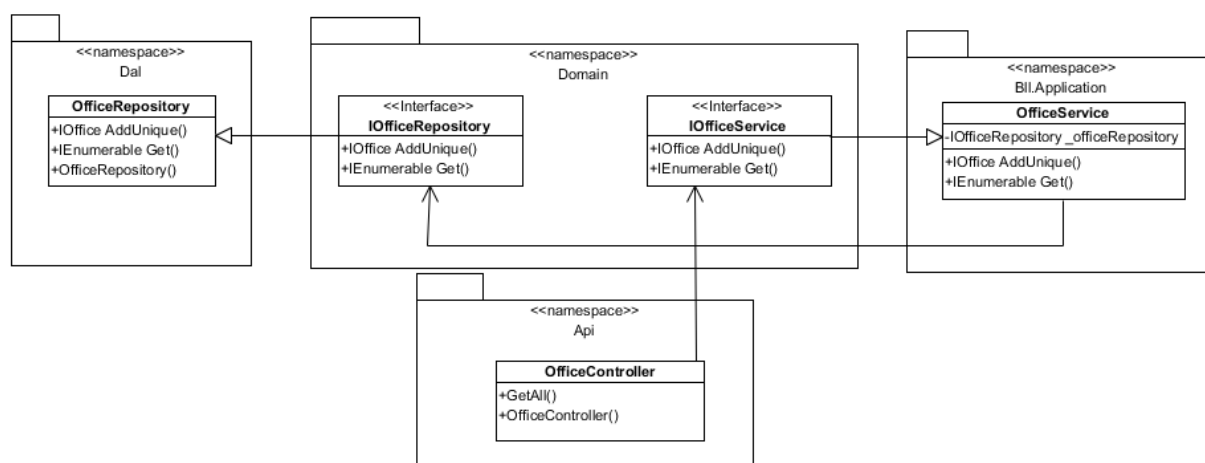 <<namespace>>
Dal
OfficeRepository
+IOffice AddUnique()
+IEnumerable Get()
+OfficeRepository()
<<namespace>>
Domain
<<Interface>>
IOfficeRepository
+IOffice AddUnique()
+IEnumerable Get()
<<Interface>>
IOfficeService
+IOffice AddUnique()
+IEnumerable Get()
<<namespace>>
Bll.Application
OfficeService
-IOfficeRepository _officeRepository
+IOffice AddUnique()
+IEnumerable Get()
<<namespace>>
Api
OfficeController
+GetAll()
+OfficeController()